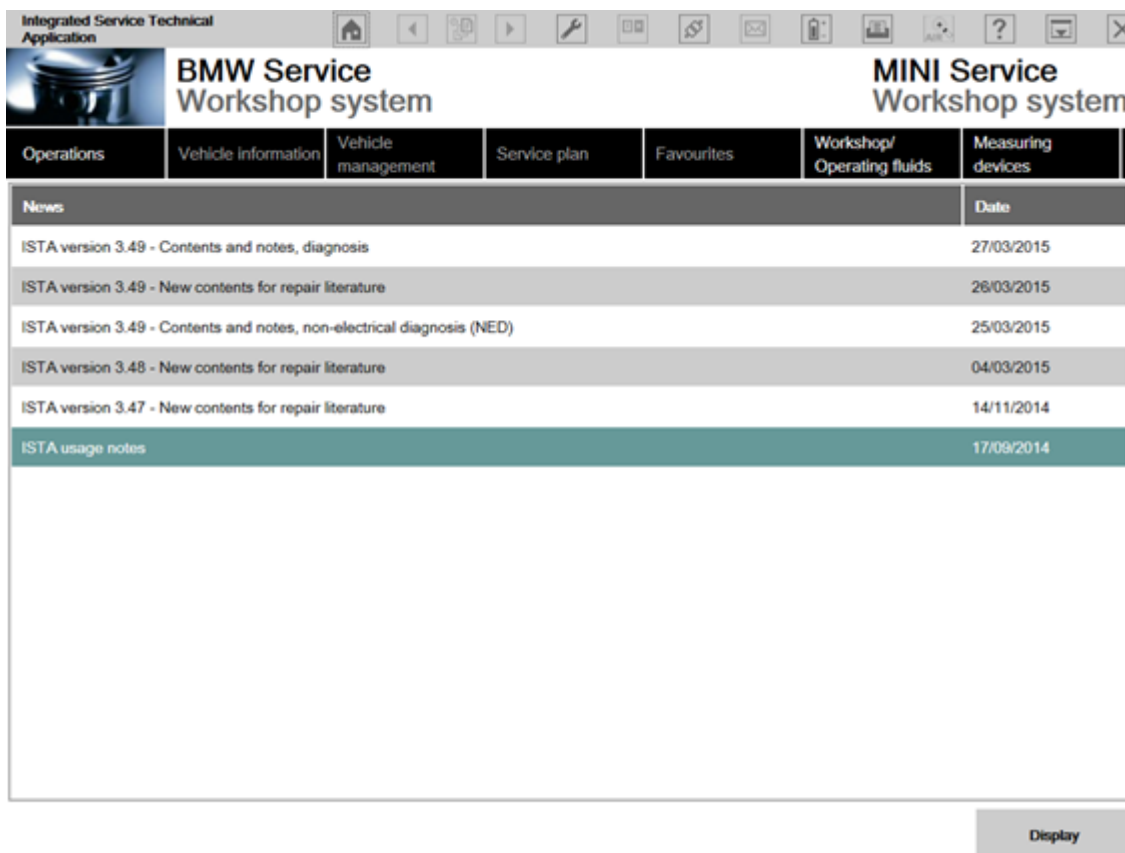 Integrated Service Technical
Application
BMW Service
Workshop system
MINI Service
Workshop system
Operations
Vehicle information
Vehicle
management
Service plan
Favourites
Workshop/
Operating fluids
Measuring
devices
News Date
ISTA version 3.49 - Contents and notes, diagnosis 27/03/2015
ISTA version 3.49 - New contents for repair literature 26/03/2015
ISTA version 3.49 - Contents and notes, non-electrical diagnosis (NED) 25/03/2015
ISTA version 3.48 - New contents for repair literature 04/03/2015
ISTA version 3.47 - New contents for repair literature 14/11/2014
ISTA usage notes 17/09/2014
Display